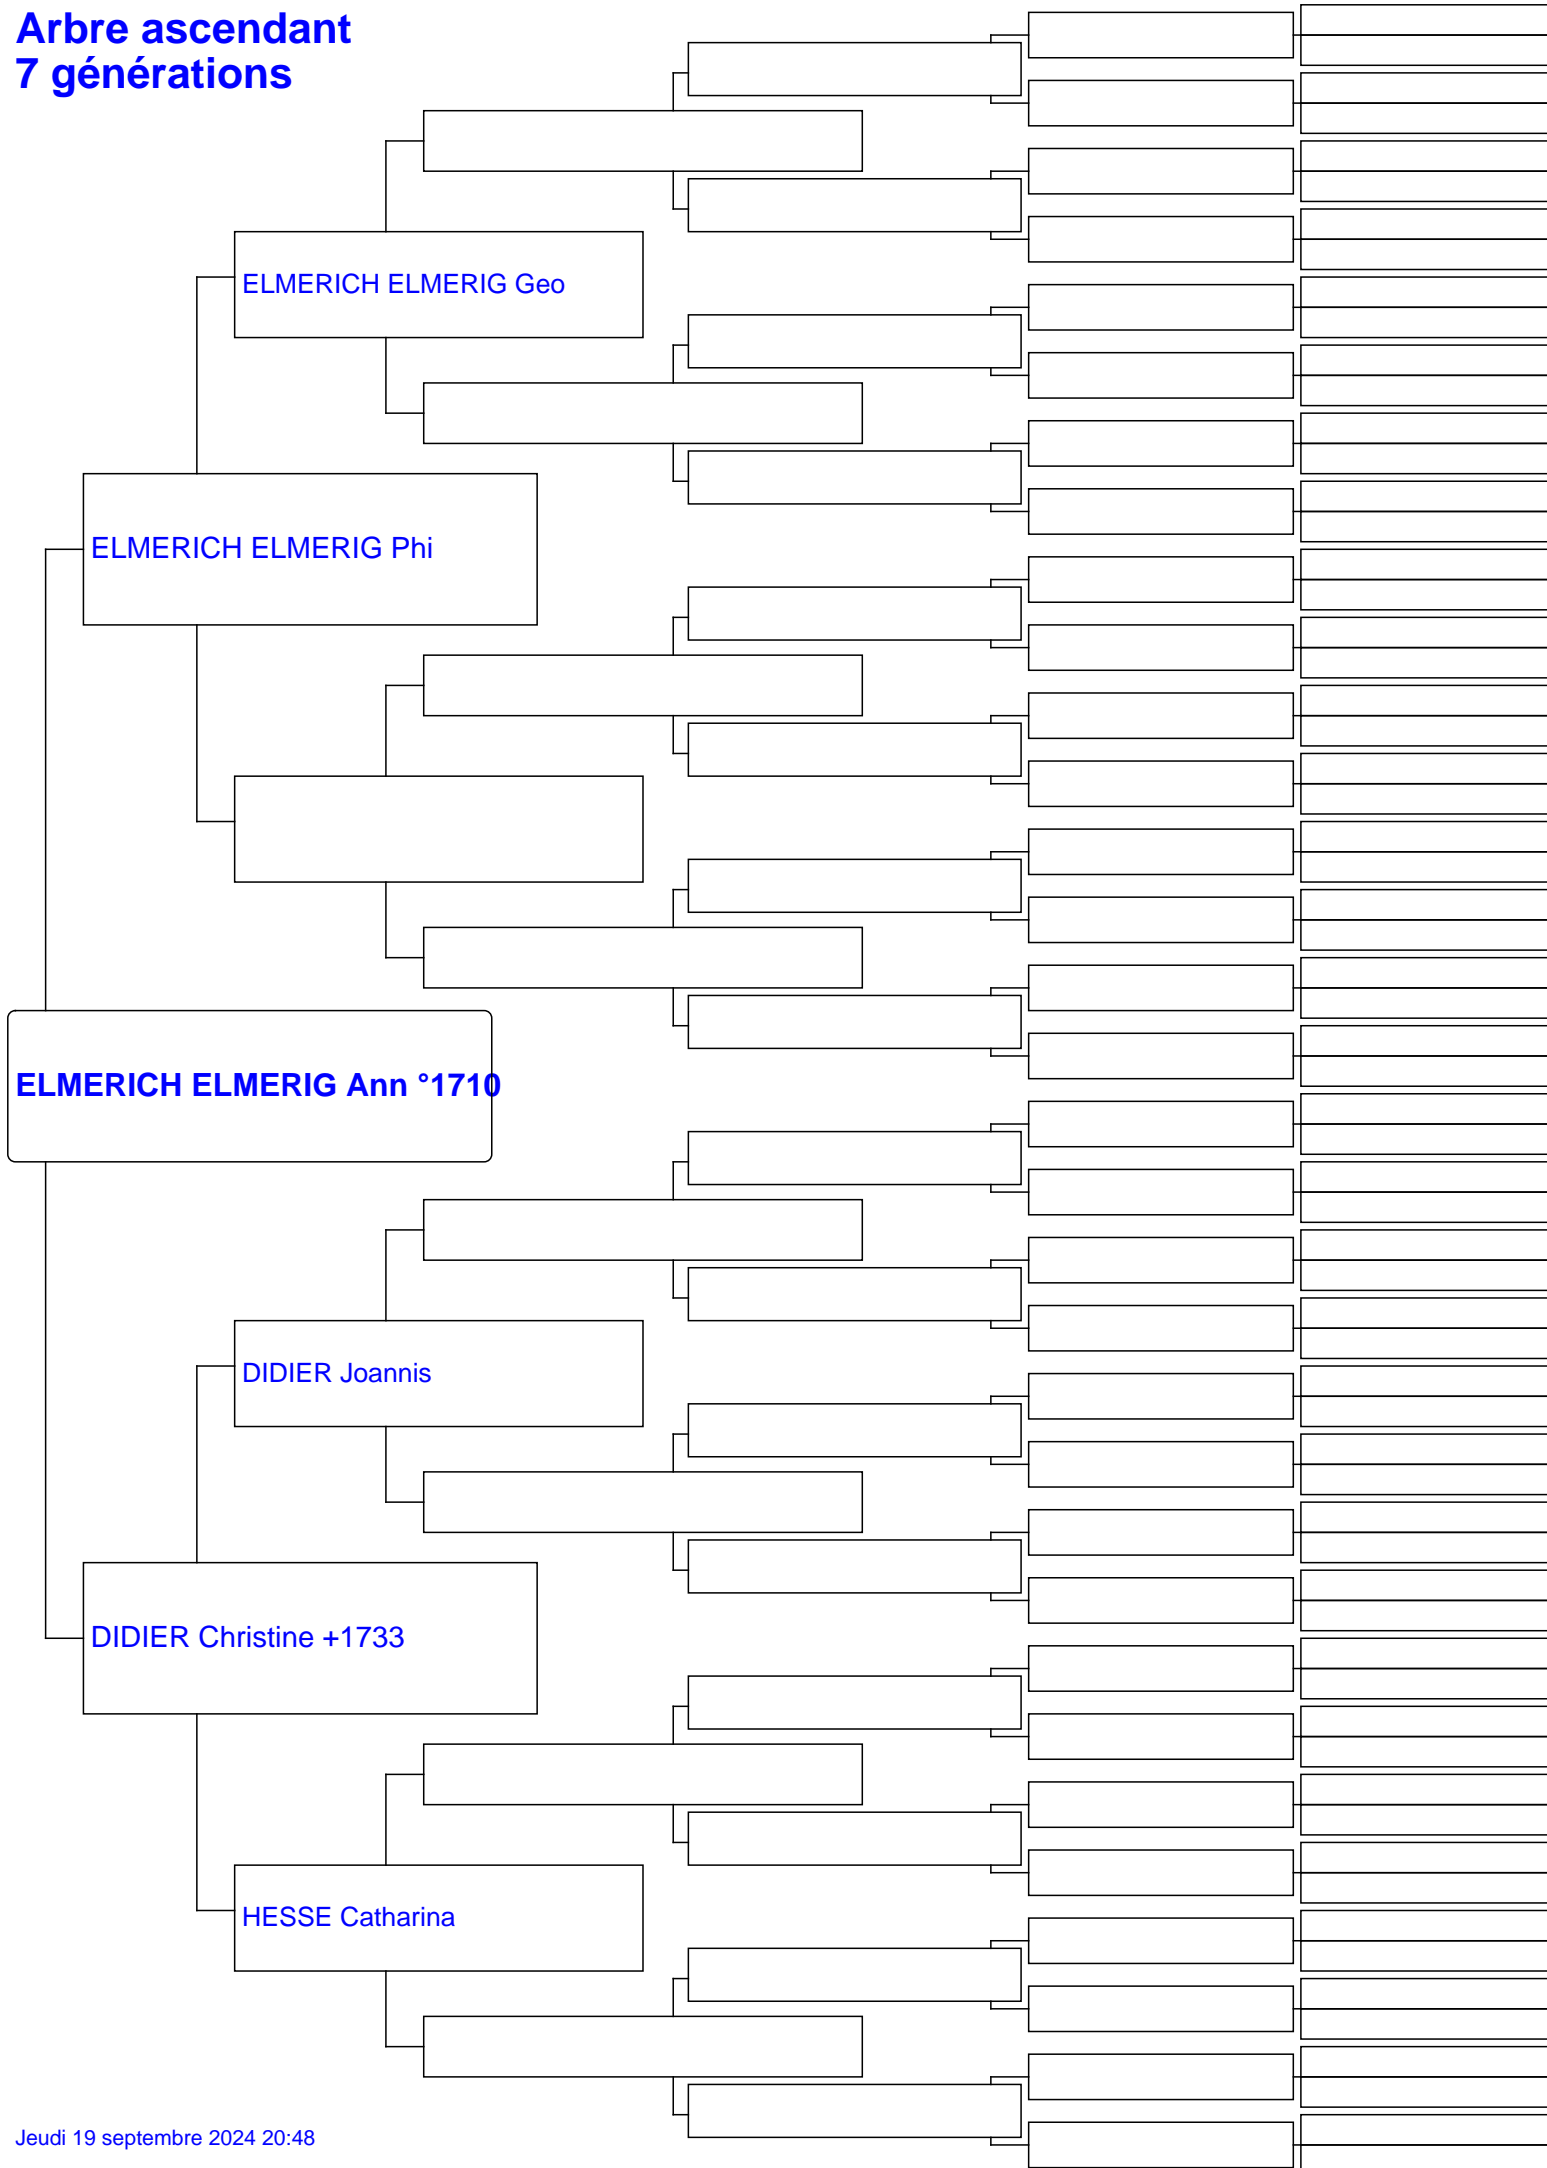 Arbre ascendant
7 générations
ELMERICH ELMERIG Geo
ELMERICH ELMERIG Phi
ELMERICH ELMERIG Ann °1710
DIDIER Joannis
DIDIER Christine +1733
HESSE Catharina
Jeudi 19 septembre 2024 20:48